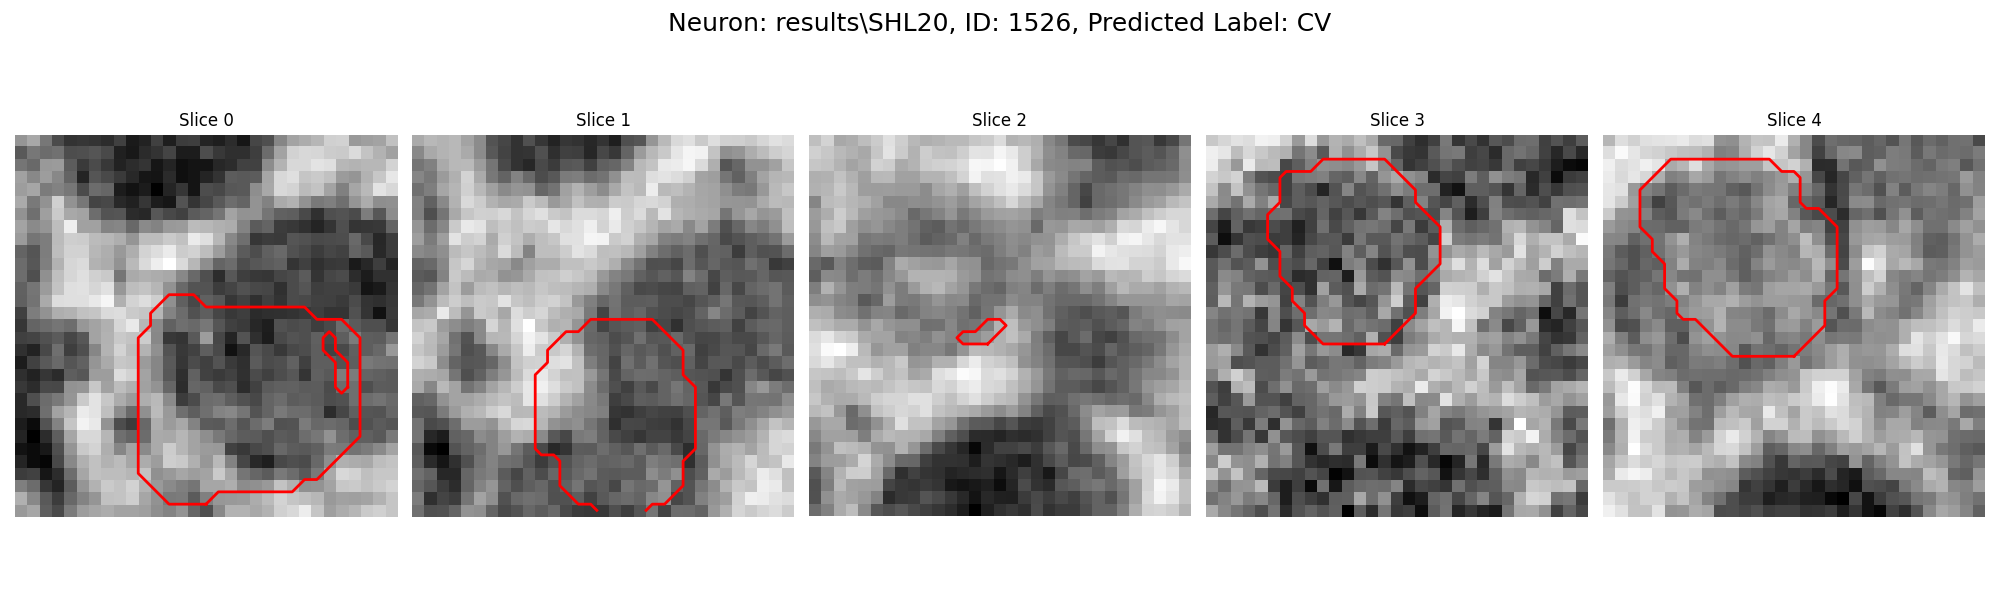 Neuron: results\SHL20, ID: 1526, Predicted Label: CV
Slice 0
Slice 1
Slice 2
Slice 3
Slice 4